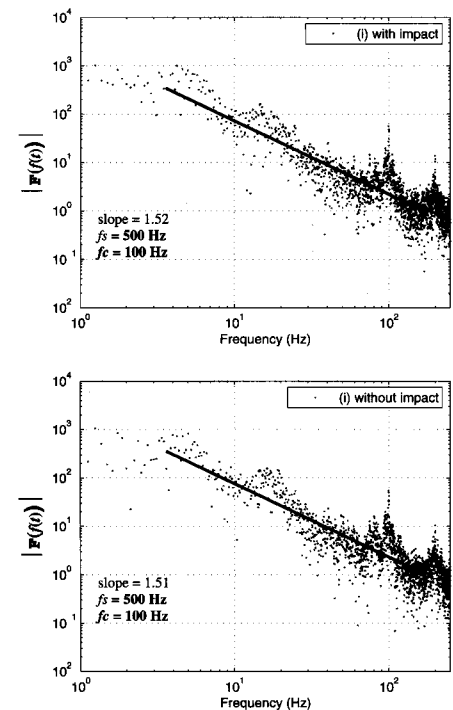 10^4
(i) with impact
10^3
10^2
10^1
10^0
slope = 1.52
fs = 500 Hz
fc = 100 Hz
10^1
10^2
10^0
10^1
10^2
Frequency (Hz)
| F(f(t)) |
10^4
(i) without impact
10^3
10^2
10^1
10^0
slope = 1.51
fs = 500 Hz
fc = 100 Hz
10^1
10^2
10^0
10^1
10^2
Frequency (Hz)
| F(f(t)) |